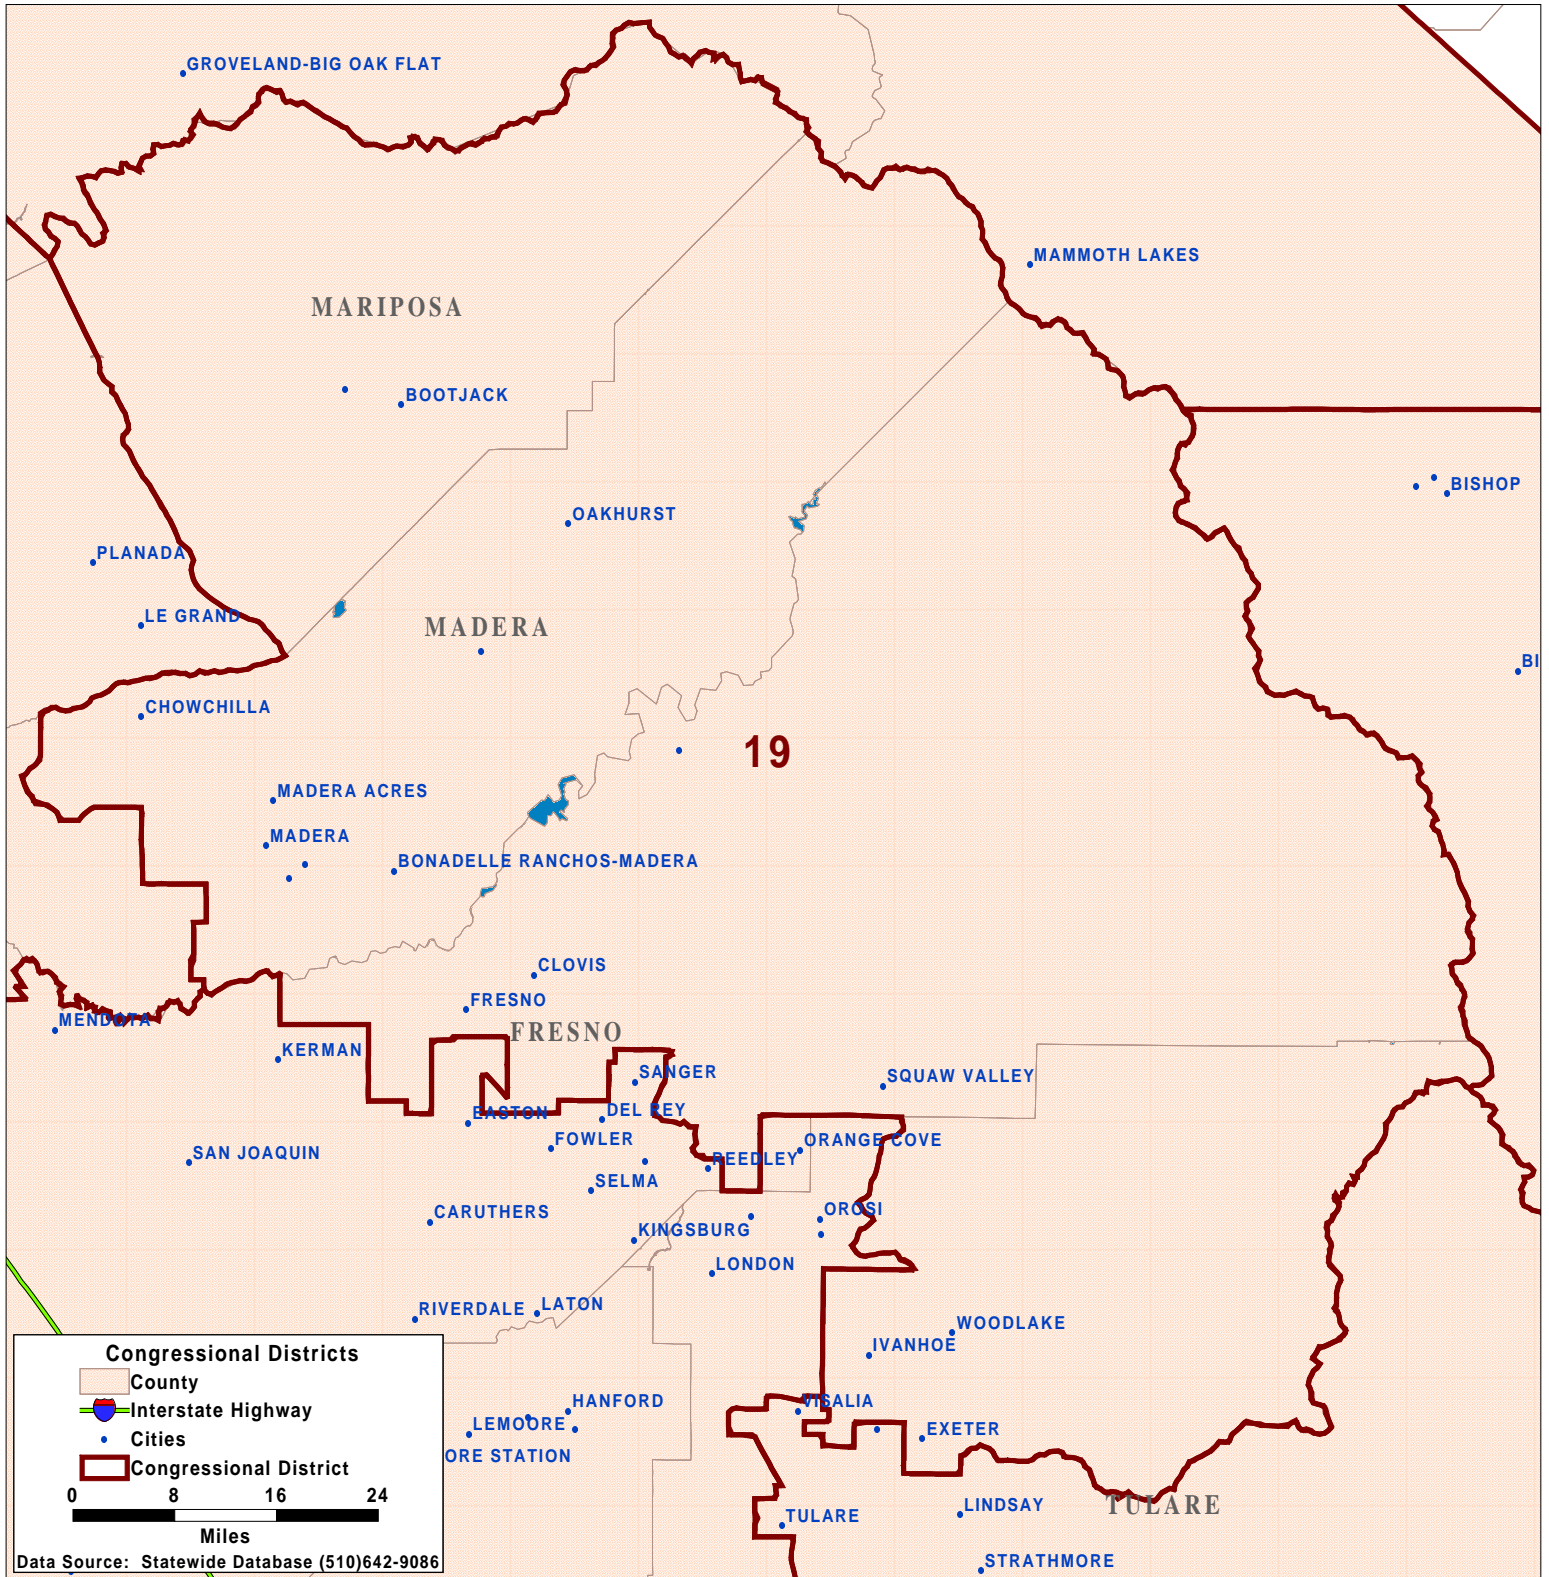 GROVELAND-BIG OAK FLAT
MAMMOTH LAKES
MARIPOSA
BOOTJACK
BISHOP
OAKHURST
PLANADA
LE GRAND
MADERA
BI
CHOWCHILLA
19
MADERA ACRES
MADERA
BONADELLE RANCHOS-MADERA
CLOVIS
FRESNO
MENDOTA
FRESNO
KERMAN
SANGER
SQUAW VALLEY
EASTON
DEL REY
FOWLER
ORANGE COVE
SAN JOAQUIN
REEDLEY
SELMA
CARUTHERS
OROSI
KINGSBURG
LONDON
RIVERDALE
LATON
WOODLAKE
IVANHOE
HANFORD
VISALIA
LEMOORE
EXETER
ORE STATION
TULARE
LINDSAY
TULARE
STRATHMORE
Congressional Districts
County
Interstate Highway
Cities
Congressional District
0 8 16 24
Miles
Data Source: Statewide Database (510)642-9086